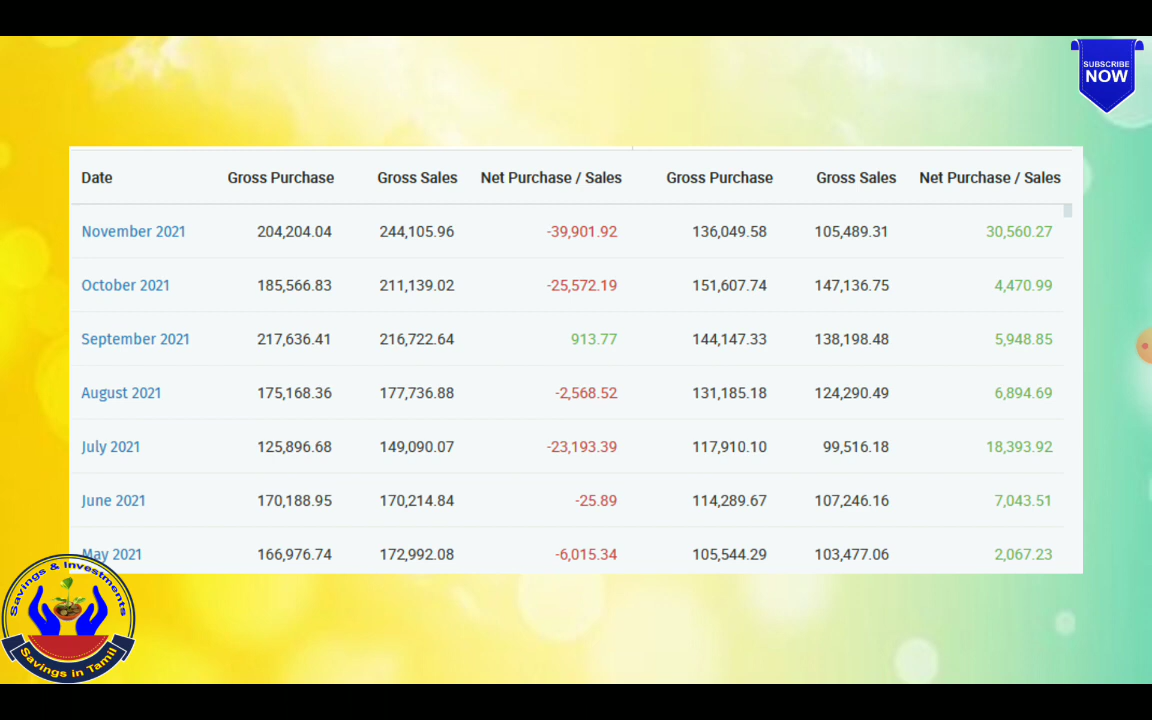 SUBSCRIBE
NOW
Date Gross Purchase Gross Sales Net Purchase / Sales Gross Purchase Gross Sales Net Purchase / Sales
November 2021 204,204.04 244,105.96 -39,901.92 136,049.58 105,489.31 30,560.27
October 2021 185,566.83 211,139.02 -25,572.19 151,607.74 147,136.75 4,470.99
September 2021 217,636.41 216,722.64 913.77 144,147.33 138,198.48 5,948.85
August 2021 175,168.36 177,736.88 -2,568.52 131,185.18 124,290.49 6,894.69
July 2021 125,896.68 149,090.07 -23,193.39 117,910.10 99,516.18 18,393.92
June 2021 170,188.95 170,214.84 -25.89 114,289.67 107,246.16 7,043.51
May 2021 166,976.74 172,992.08 -6,015.34 105,544.29 103,477.06 2,067.23
Savings & Investments
Savings in Tamil